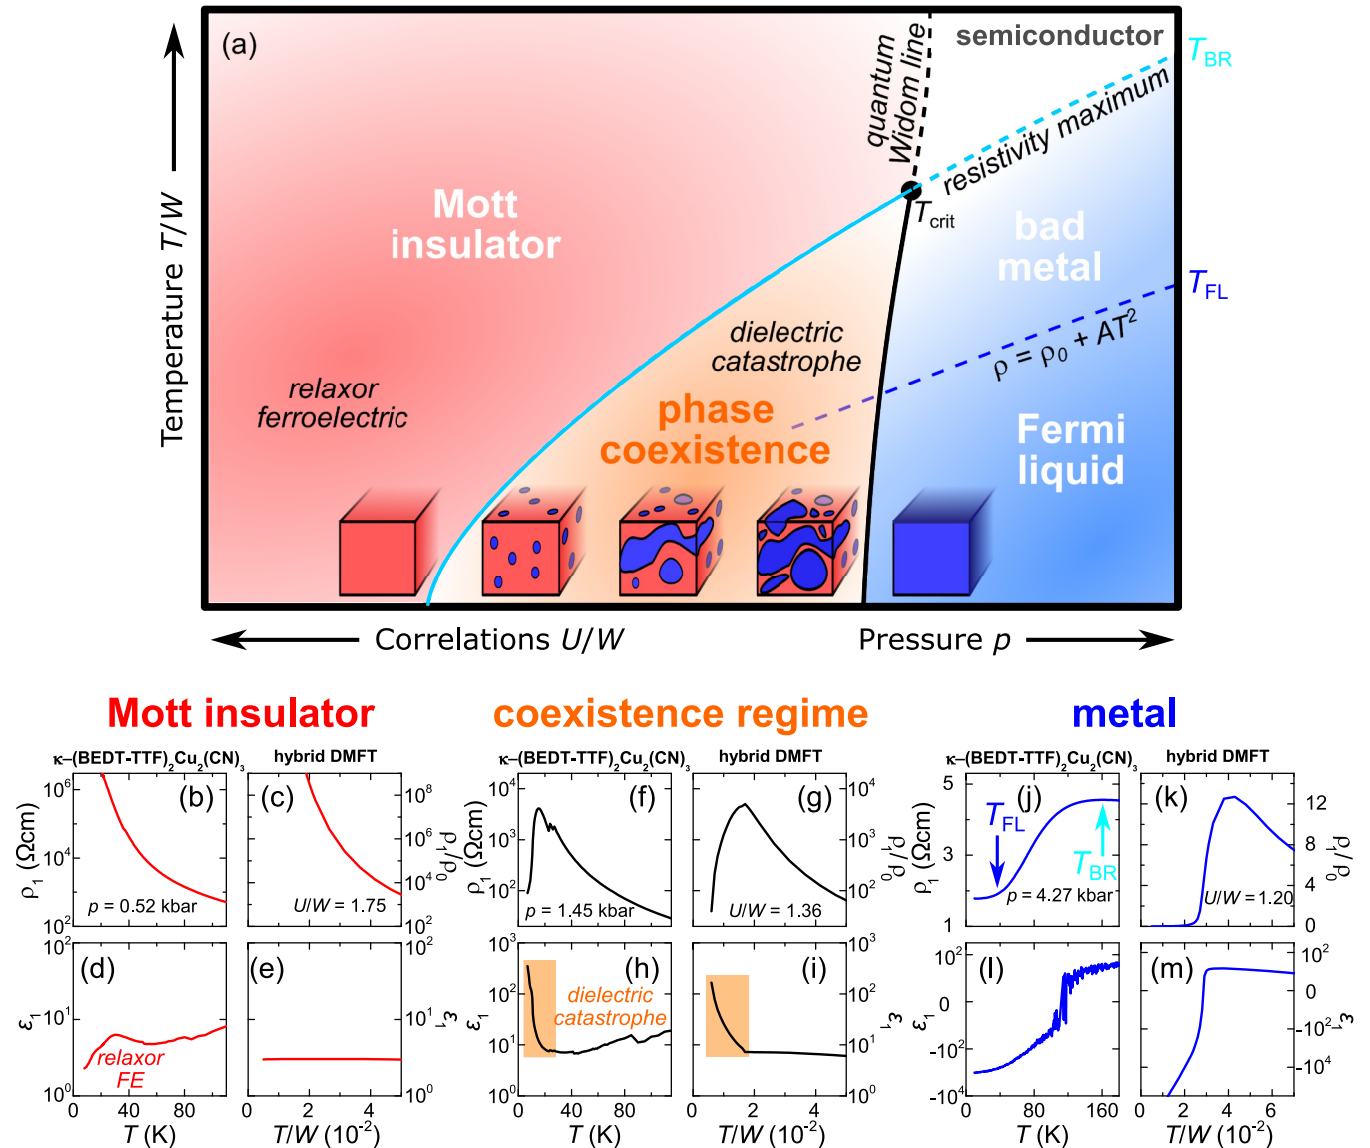 (a)
semiconductor
T_BR
quantum
Widom line
resistivity maximum
T_crit
Mott
insulator
bad
metal
T_FL
dielectric
catastrophe
ρ = ρ₀ + AT²
relaxor
ferroelectric
phase
coexistence
Fermi
liquid
Temperature T/W
Correlations U/W
Pressure p
Mott insulator
coexistence regime
metal
κ–(BEDT-TTF)₂Cu₂(CN)₃
hybrid DMFT
κ–(BEDT-TTF)₂Cu₂(CN)₃
hybrid DMFT
κ–(BEDT-TTF)₂Cu₂(CN)₃
hybrid DMFT
ρ₁ (Ωcm)
10⁶
10⁴
10²
(b)
p = 0.52 kbar
(c)
U/W = 1.75
10⁸
10⁶
10⁴
10²
ρ₁/ρ₀
ρ₁ (Ωcm)
10⁴
10³
10²
(f)
p = 1.45 kbar
(g)
U/W = 1.36
10⁴
10³
10²
ρ₁/ρ₀
ρ₁ (Ωcm)
5
4
3
2
1
(j)
T_FL
T_BR
p = 4.27 kbar
(k)
U/W = 1.20
12
9
6
3
0
ρ₁/ρ₀
ε₁
10²
10¹
10⁰
(d)
relaxor
FE
0
40
80
T (K)
(e)
10²
10¹
10⁰
ε₁
0
2
4
T/W (10⁻²)
ε₁
10³
10²
10¹
10⁰
(h)
dielectric
catastrophe
0
40
80
T (K)
(i)
10³
10²
10¹
10⁰
ε₁
0
2
4
T/W (10⁻²)
ε₁
10²
0
-10²
-10³
(l)
0
60
120
180
T (K)
(m)
10²
0
-10²
-10⁴
ε₁
0
2
4
6
T/W (10⁻²)